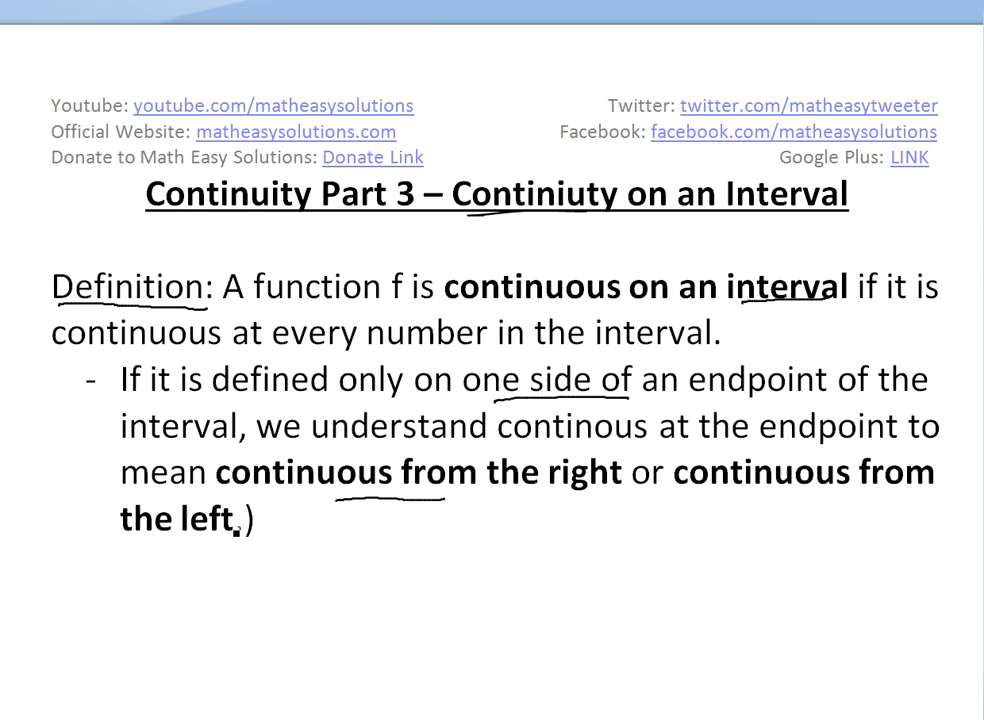 Youtube: youtube.com/matheasysolutions Twitter: twitter.com/matheasytweeter
Official Website: matheasysolutions.com Facebook: facebook.com/matheasysolutions
Donate to Math Easy Solutions: Donate Link Google Plus: LINK
Continuity Part 3 – Continiuty on an Interval
Definition: A function f is continuous on an interval if it is
continuous at every number in the interval.
- If it is defined only on one side of an endpoint of the
interval, we understand continous at the endpoint to
mean continuous from the right or continuous from
the left.)